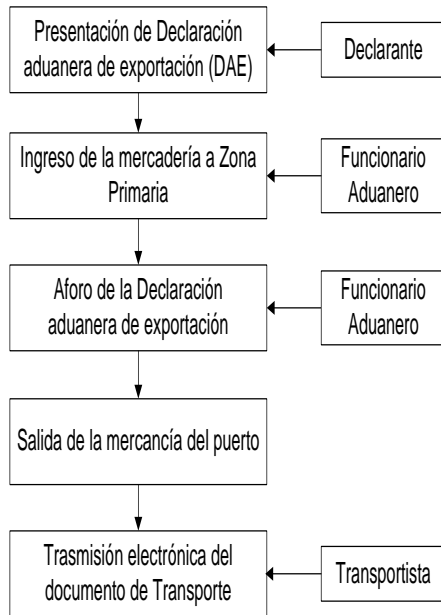 Presentación de Declaración
aduanera de exportación (DAE)
Declarante
Ingreso de la mercadería a Zona
Primaria
Funcionario
Aduanero
Aforo de la Declaración
aduanera de exportación
Funcionario
Aduanero
Salida de la mercancía del puerto
Trasmisión electrónica del
documento de Transporte
Transportista